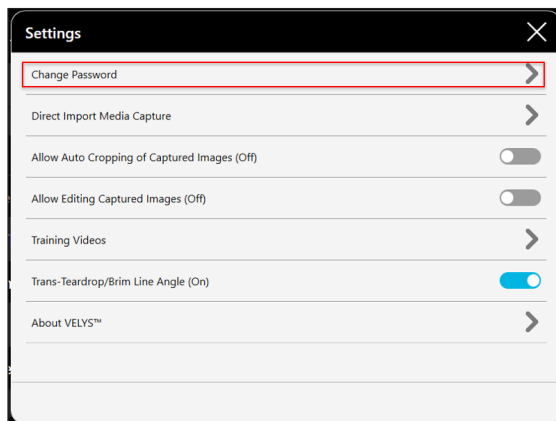 Settings
Change Password
Direct Import Media Capture
Allow Auto Cropping of Captured Images (Off)
Allow Editing Captured Images (Off)
Training Videos
Trans-Teardrop/Brim Line Angle (On)
About VELYS™